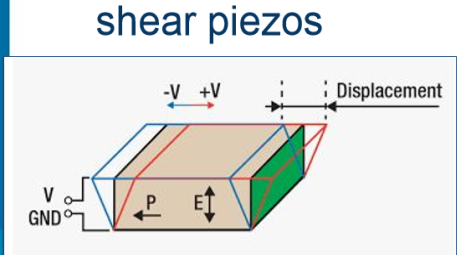 shear piezos
-V +V
Displacement
V
GND
P
E